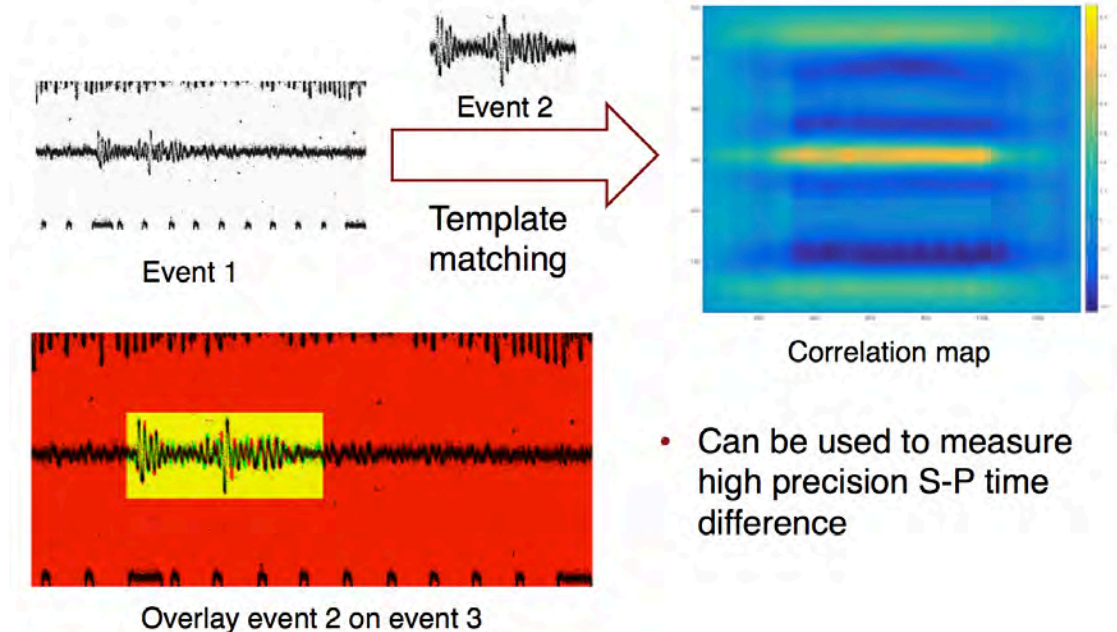 Event 2
Event 1
Template
matching
Correlation map
• Can be used to measure
high precision S-P time
difference
Overlay event 2 on event 3